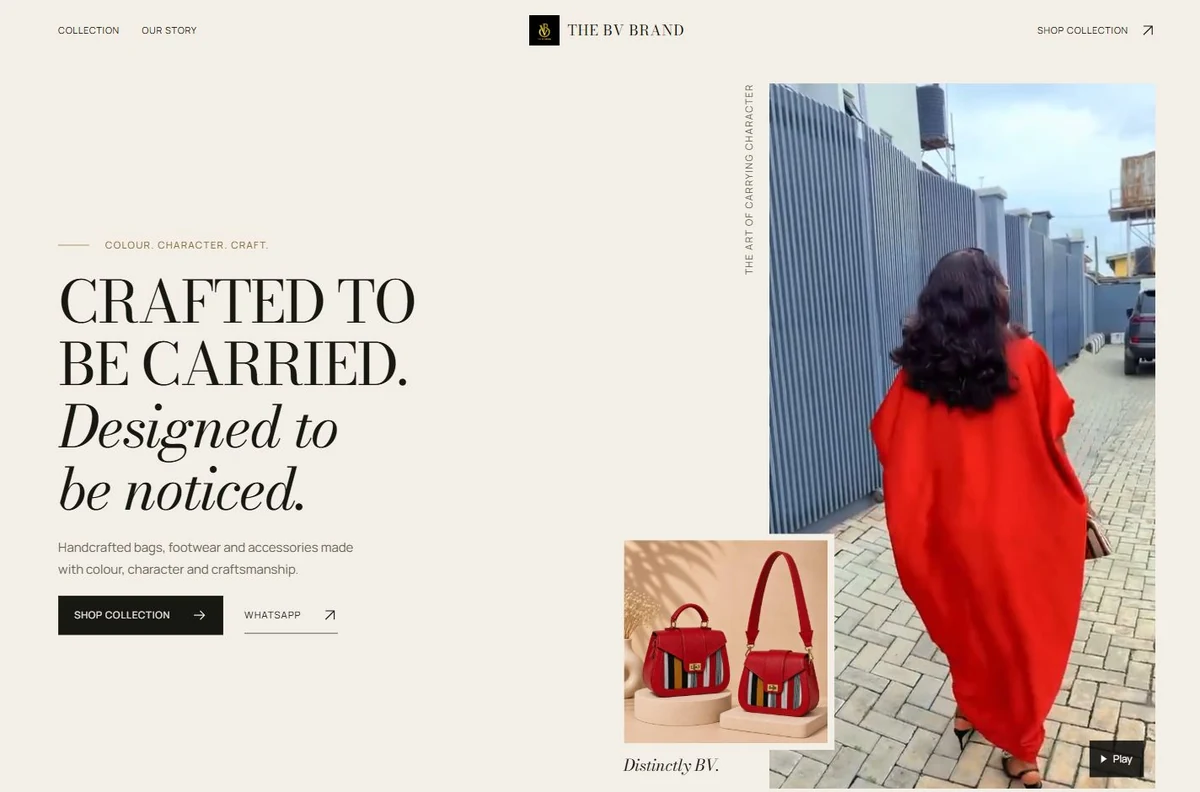 COLLECTION
OUR STORY
THE BV BRAND
SHOP COLLECTION
THE ART OF CARRYING CHARACTER
COLOUR. CHARACTER. CRAFT.
CRAFTED TO
BE CARRIED.
Designed to
be noticed.
Handcrafted bags, footwear and accessories made
with colour, character and craftsmanship.
SHOP COLLECTION
WHATSAPP
Distinctly BV.
Play